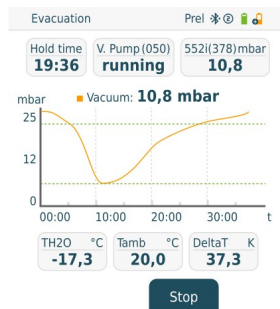 Evacuation Prel
Hold time V. Pump (050) 552i(378) mbar
19:36 running 10,8
mbar Vacuum: 10,8 mbar
25
12
0
00:00 10:00 20:00 30:00 t
TH2O °C Tamb °C DeltaT K
-17,3 20,0 37,3
Stop